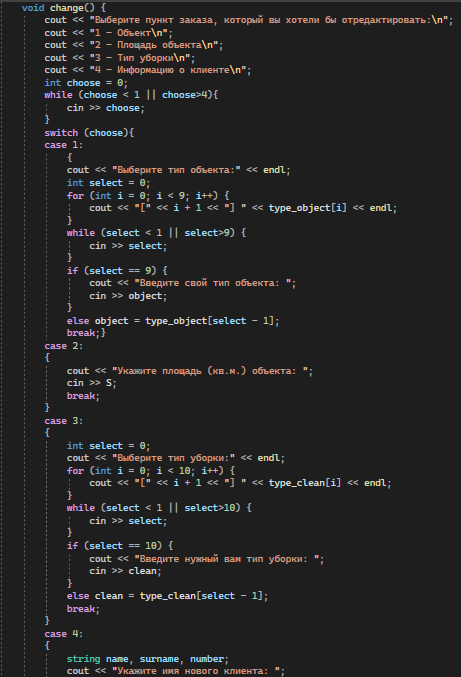 void change() {
cout << "Выберите пункт заказа, который вы хотели бы отредактировать:\n";
cout << "1 - Объект\n";
cout << "2 - Площадь объекта\n";
cout << "3 - Тип уборки\n";
cout << "4 - Информацию о клиенте\n";
int choose = 0;
while (choose < 1 || choose>4){
cin >> choose;
}
switch (choose){
case 1:
{
cout << "Выберите тип объекта:" << endl;
int select = 0;
for (int i = 0; i < 9; i++) {
cout << "[" << i + 1 << "] " << type_object[i] << endl;
}
while (select < 1 || select>9) {
cin >> select;
}
if (select == 9) {
cout << "Введите свой тип объекта: ";
cin >> object;
}
else object = type_object[select - 1];
break;}
case 2:
{
cout << "Укажите площадь (кв.м.) объекта: ";
cin >> S;
break;
}
case 3:
{
int select = 0;
cout << "Выберите тип уборки:" << endl;
for (int i = 0; i < 10; i++) {
cout << "[" << i + 1 << "] " << type_clean[i] << endl;
}
while (select < 1 || select>10) {
cin >> select;
}
if (select == 10) {
cout << "Введите нужный вам тип уборки: ";
cin >> clean;
}
else clean = type_clean[select - 1];
break;
}
case 4:
{
string name, surname, number;
cout << "Укажите имя нового клиента: ";